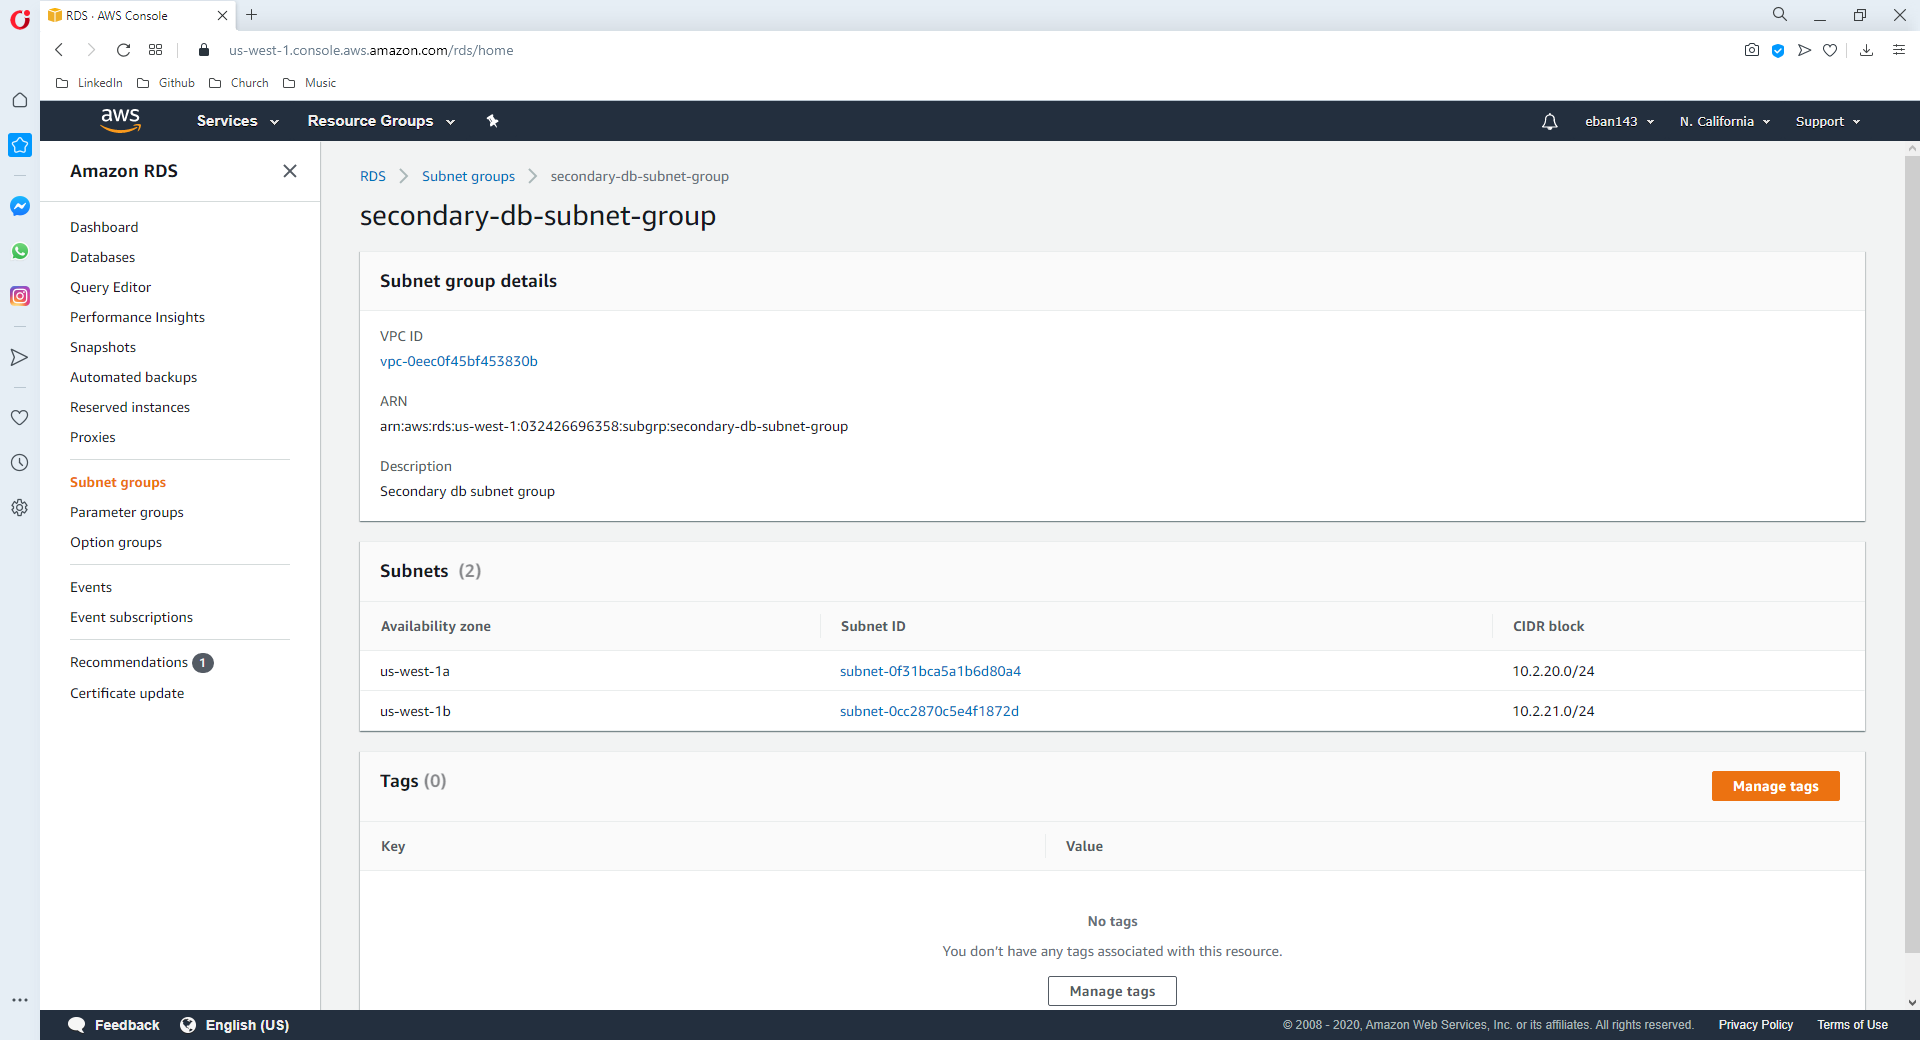 RDS · AWS Console
us-west-1.console.aws.amazon.com/rds/home
LinkedIn Github Church Music
aws Services Resource Groups eban143 N. California Support
Amazon RDS
Dashboard
Databases
Query Editor
Performance Insights
Snapshots
Automated backups
Reserved instances
Proxies
Subnet groups
Parameter groups
Option groups
Events
Event subscriptions
Recommendations 1
Certificate update
RDS Subnet groups secondary-db-subnet-group
secondary-db-subnet-group
Subnet group details
VPC ID
vpc-0eec0f45bf453830b
ARN
arn:aws:rds:us-west-1:032426696358:subgrp:secondary-db-subnet-group
Description
Secondary db subnet group
Subnets (2)
Availability zone Subnet ID CIDR block
us-west-1a subnet-0f31bca5a1b6d80a4 10.2.20.0/24
us-west-1b subnet-0cc2870c5e4f1872d 10.2.21.0/24
Tags (0) Manage tags
Key Value
No tags
You don't have any tags associated with this resource.
Manage tags
Feedback English (US) © 2008 - 2020, Amazon Web Services, Inc. or its affiliates. All rights reserved. Privacy Policy Terms of Use